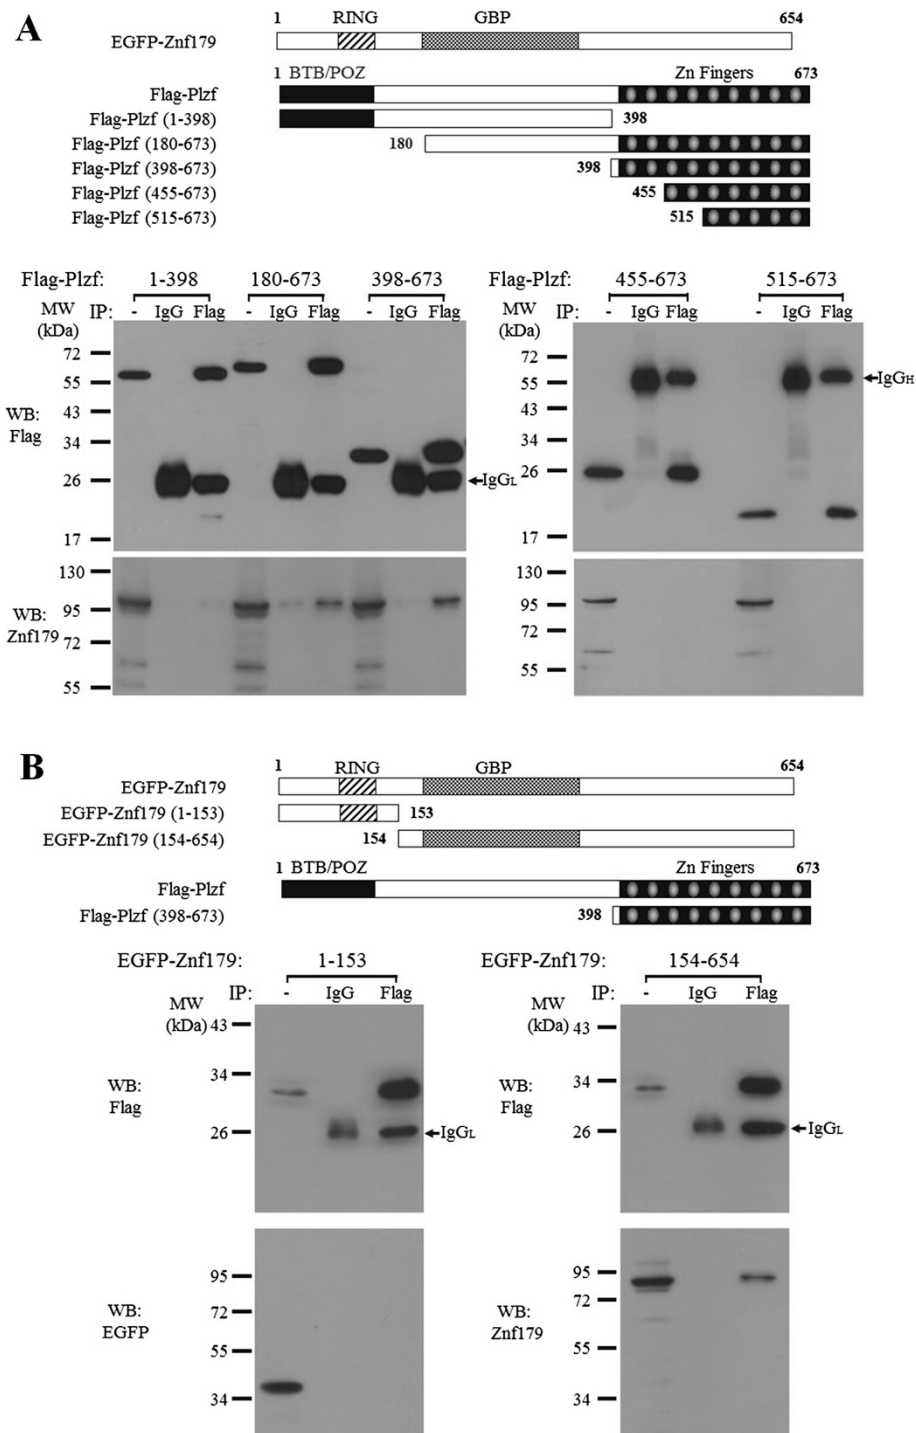 A
1 RING GBP 654
EGFP-Znf179
1 BTB/POZ Zn Fingers 673
Flag-Plzf
Flag-Plzf (1-398) 398
Flag-Plzf (180-673) 180
Flag-Plzf (398-673) 398
Flag-Plzf (455-673) 455
Flag-Plzf (515-673) 515
Flag-Plzf: 1-398 180-673 398-673
MW (kDa) IP: - IgG Flag - IgG Flag - IgG Flag
WB: Flag
72
55
43
34
26
17
IgGL
WB: Znf179
130
95
72
55
Flag-Plzf: 455-673 515-673
MW (kDa) IP: - IgG Flag - IgG Flag
72
55
43
34
26
17
IgGH
130
95
72
55
B
1 RING GBP 654
EGFP-Znf179
EGFP-Znf179 (1-153) 153
EGFP-Znf179 (154-654) 154
1 BTB/POZ Zn Fingers 673
Flag-Plzf
Flag-Plzf (398-673) 398
EGFP-Znf179: 1-153
IP: - IgG Flag
MW
(kDa) 43
34
26
WB: Flag
IgGL
WB: EGFP
95
72
55
34
EGFP-Znf179: 154-654
IP: - IgG Flag
MW
(kDa)
43
34
26
WB: Flag
IgGL
WB: Znf179
95
72
55
34